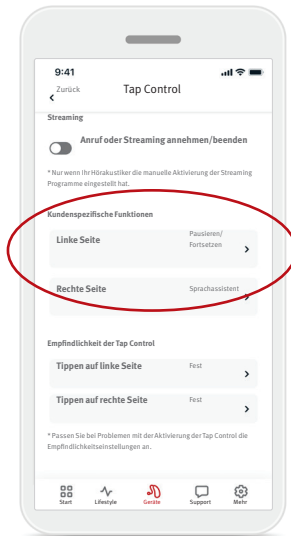 9:41
Zurück
Tap Control
Streaming
Anruf oder Streaming annehmen/beenden
* Nur wenn Ihr Hörakustiker die manuelle Aktivierung der Streaming
Programme eingestellt hat.
Kundenspezifische Funktionen
Linke Seite
Pausieren/
Fortsetzen
Rechte Seite
Sprachassistent
Empfindlichkeit der Tap Control
Tippen auf linke Seite
Fest
Tippen auf rechte Seite
Fest
* Passen Sie bei Problemen mit der Aktivierung der Tap Control die
Empfindlichkeitseinstellungen an.
Start
Lifestyle
Geräte
Support
Mehr